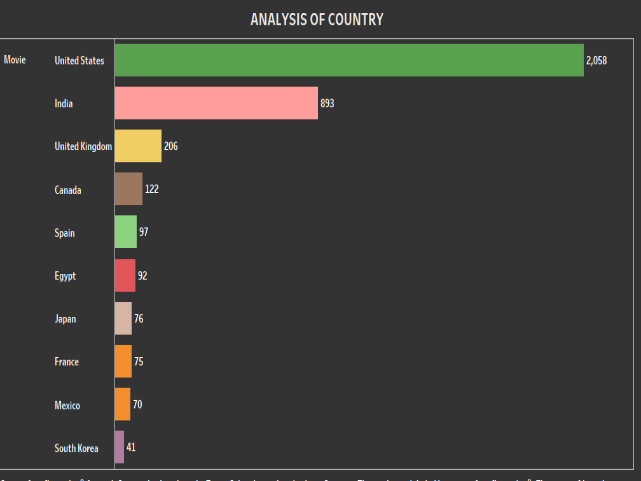 ANALYSIS OF COUNTRY
Movie United States 2,058
India 893
United Kingdom 206
Canada 122
Spain 97
Egypt 92
Japan 76
France 75
Mexico 70
South Korea 41